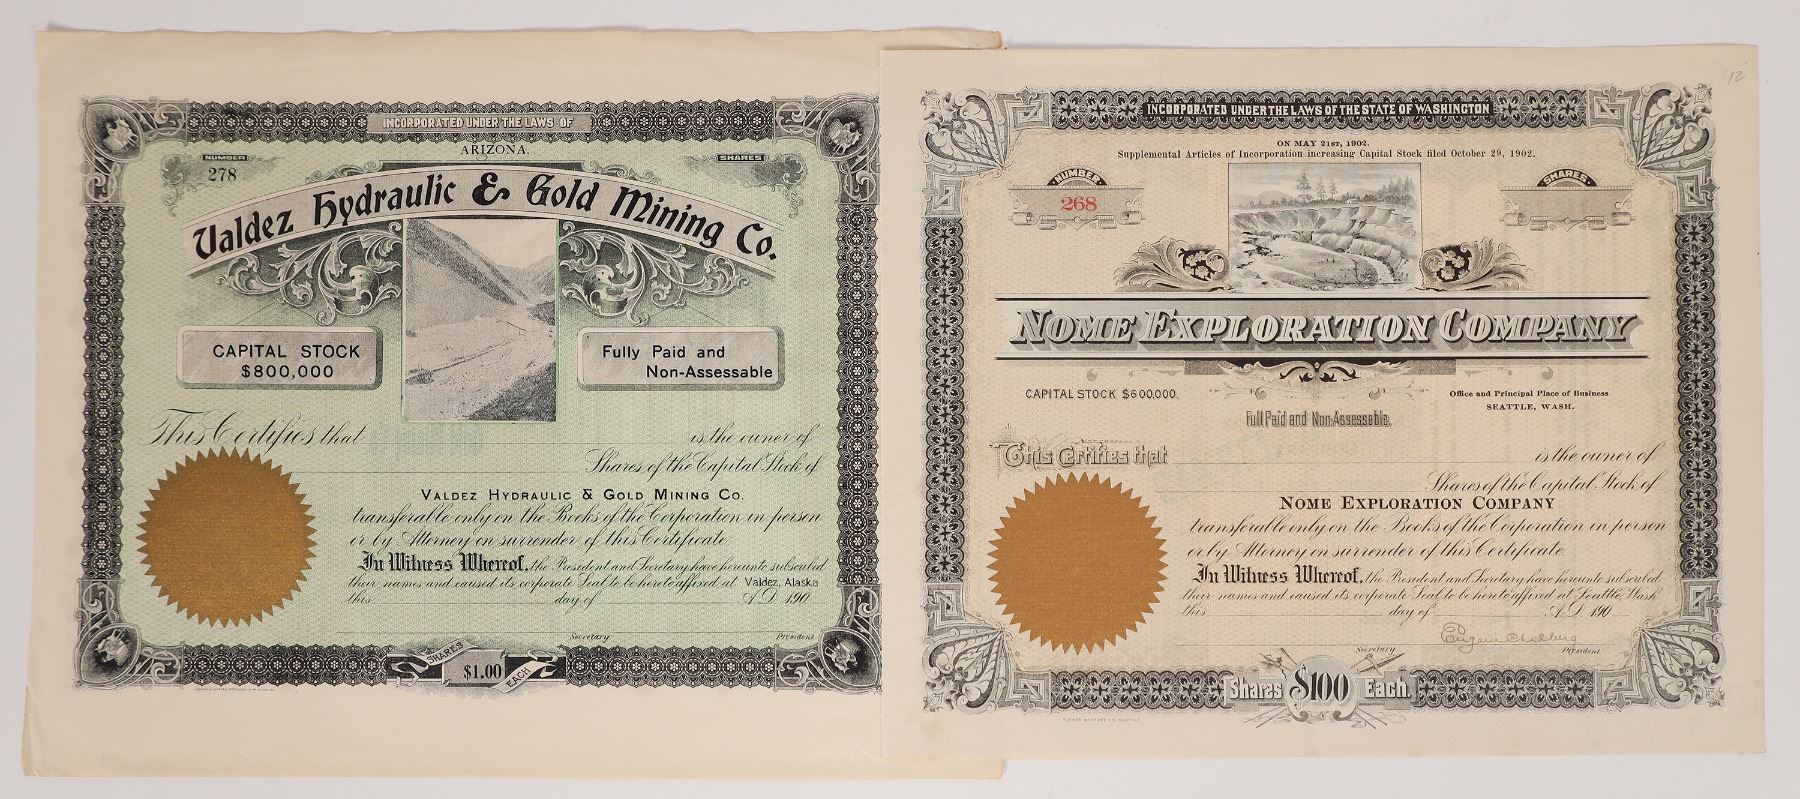 INCORPORATED UNDER THE LAWS OF
ARIZONA.
NUMBER
SHARES
278
Valdez Hydraulic & Gold Mining Co.
CAPITAL STOCK
$800,000
Fully Paid and
Non-Assessable
This Certifies that is the owner of
Shares of the Capital Stock of
VALDEZ HYDRAULIC & GOLD MINING CO.
transferable only on the Books of the Corporation in person
or by Attorney on surrender of this Certificate
In Witness Whereof, the President and Secretary have hereunto subscribed
their names and caused its corporate Seal to be hereto affixed at Valdez, Alaska
this day of A.D. 190
Secretary President
SHARES $1.00 EACH
12
INCORPORATED UNDER THE LAWS OF THE STATE OF WASHINGTON
ON MAY 21ST, 1902.
Supplemental Articles of Incorporation increasing Capital Stock filed October 29, 1902.
NUMBER
SHARES
268
NOME EXPLORATION COMPANY
CAPITAL STOCK $600,000.
Office and Principal Place of Business
SEATTLE, WASH.
Full Paid and Non-Assessable.
This Certifies that is the owner of
Shares of the Capital Stock of
NOME EXPLORATION COMPANY
transferable only on the Books of the Corporation in person
or by Attorney on surrender of this Certificate
In Witness Whereof, the President and Secretary have hereunto subscribed
their names and caused its corporate Seal to be hereto affixed at Seattle, Wash
this day of A.D. 190
Eugene Chilberg
Secretary President
Shares $100 Each.